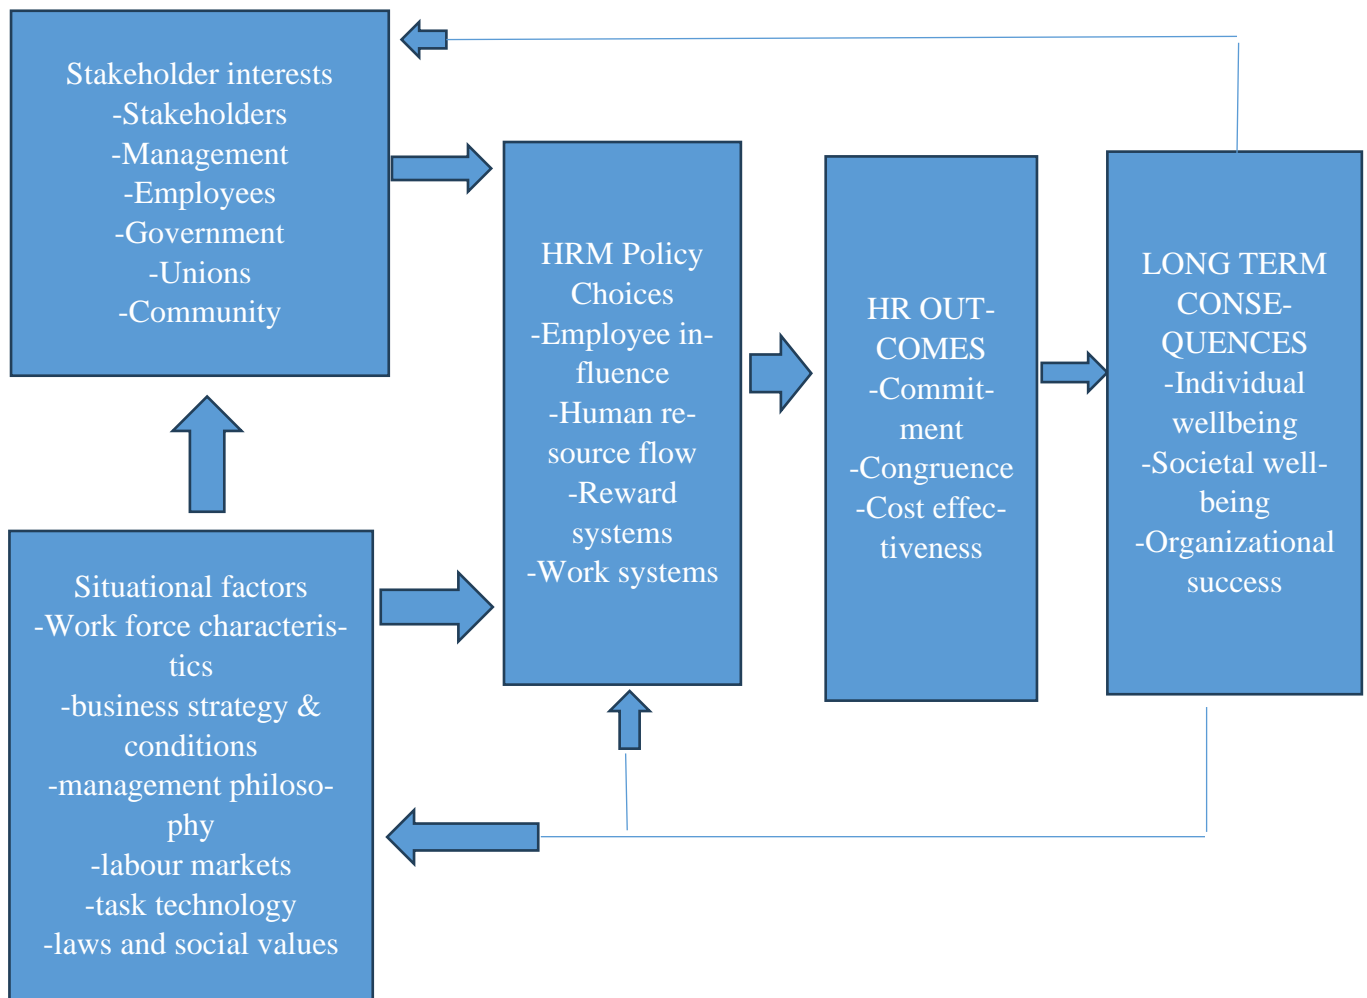 Stakeholder interests
-Stakeholders
-Management
-Employees
-Government
-Unions
-Community
Situational factors
-Work force characteris-
tics
-business strategy &
conditions
-management philoso-
phy
-labour markets
-task technology
-laws and social values
HRM Policy
Choices
-Employee in-
fluence
-Human re-
source flow
-Reward
systems
-Work systems
HR OUT-
COMES
-Commit-
ment
-Congruence
-Cost effec-
tiveness
LONG TERM
CONSE-
QUENCES
-Individual
wellbeing
-Societal well-
being
-Organizational
success